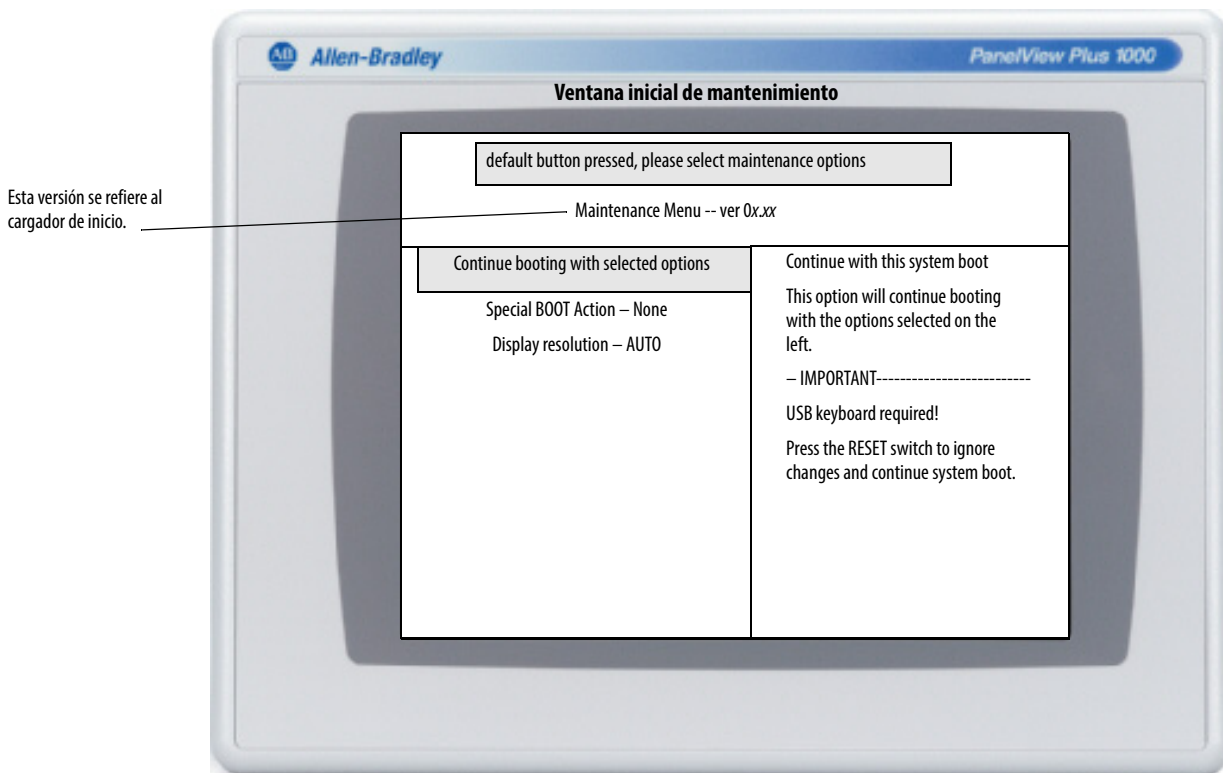 AB Allen-Bradley
PanelView Plus 1000
Ventana inicial de mantenimiento
default button pressed, please select maintenance options
Esta versión se refiere al
cargador de inicio.
Maintenance Menu -- ver 0x.xx
Continue booting with selected options
Special BOOT Action – None
Display resolution – AUTO
Continue with this system boot
This option will continue booting
with the options selected on the
left.
– IMPORTANT--------------------------
USB keyboard required!
Press the RESET switch to ignore
changes and continue system boot.